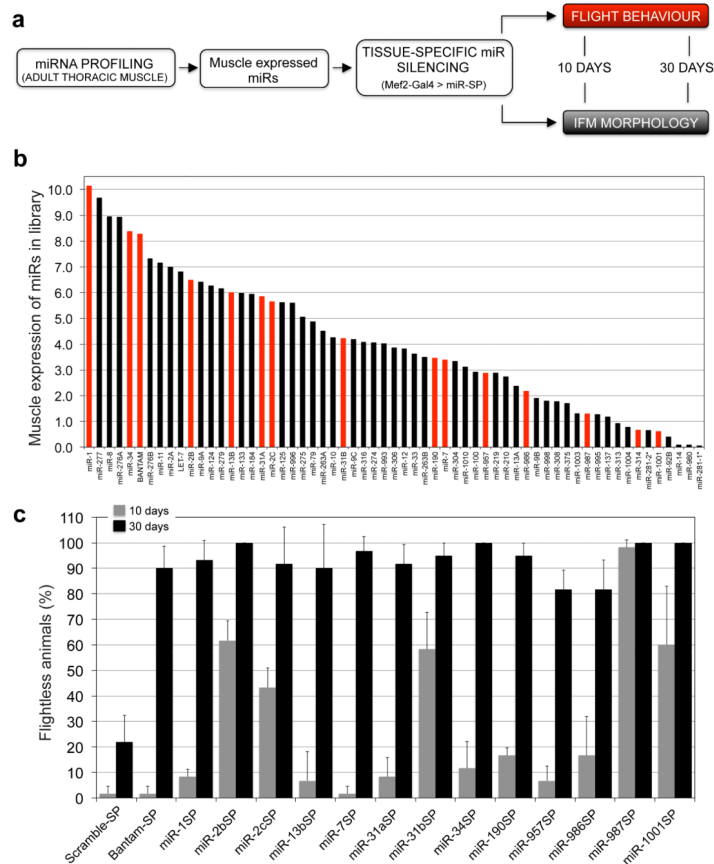 a
miRNA PROFILING
(ADULT THORACIC MUSCLE)
Muscle expressed
miRs
TISSUE-SPECIFIC miR
SILENCING
(Mef2-Gal4 > miR-SP)
FLIGHT BEHAVIOUR
10 DAYS
30 DAYS
IFM MORPHOLOGY
b
Muscle expression of miRs in library
10.0
9.0
8.0
7.0
6.0
5.0
4.0
3.0
2.0
1.0
0.0
miR-1
miR-277
miR-8
miR-276A
miR-34
BANTAM
miR-276B
miR-11
miR-2A
LET-7
miR-2B
miR-9A
miR-124
miR-279
miR-13B
miR-133
miR-184
miR-31A
miR-2C
miR-125
miR-996
miR-275
miR-79
miR-283A
miR-10
miR-31B
miR-9C
miR-316
miR-274
miR-993
miR-306
miR-12
miR-33
miR-263B
miR-190
miR-7
miR-304
miR-1010
miR-100
miR-957
miR-219
miR-210
miR-13A
miR-986
miR-9B
miR-998
miR-308
miR-375
miR-1003
miR-987
miR-995
miR-137
miR-313
miR-1004
miR-314
miR-281-2*
miR-1001
miR-92B
miR-14
miR-980
miR-281-1*
c
10 days
30 days
Flightless animals (%)
110
100
90
80
70
60
50
40
30
20
10
0
Scramble-SP
Bantam-SP
miR-1SP
miR-2bSP
miR-2cSP
miR-13bSP
miR-7SP
miR-31aSP
miR-31bSP
miR-34SP
miR-190SP
miR-957SP
miR-986SP
miR-987SP
miR-1001SP